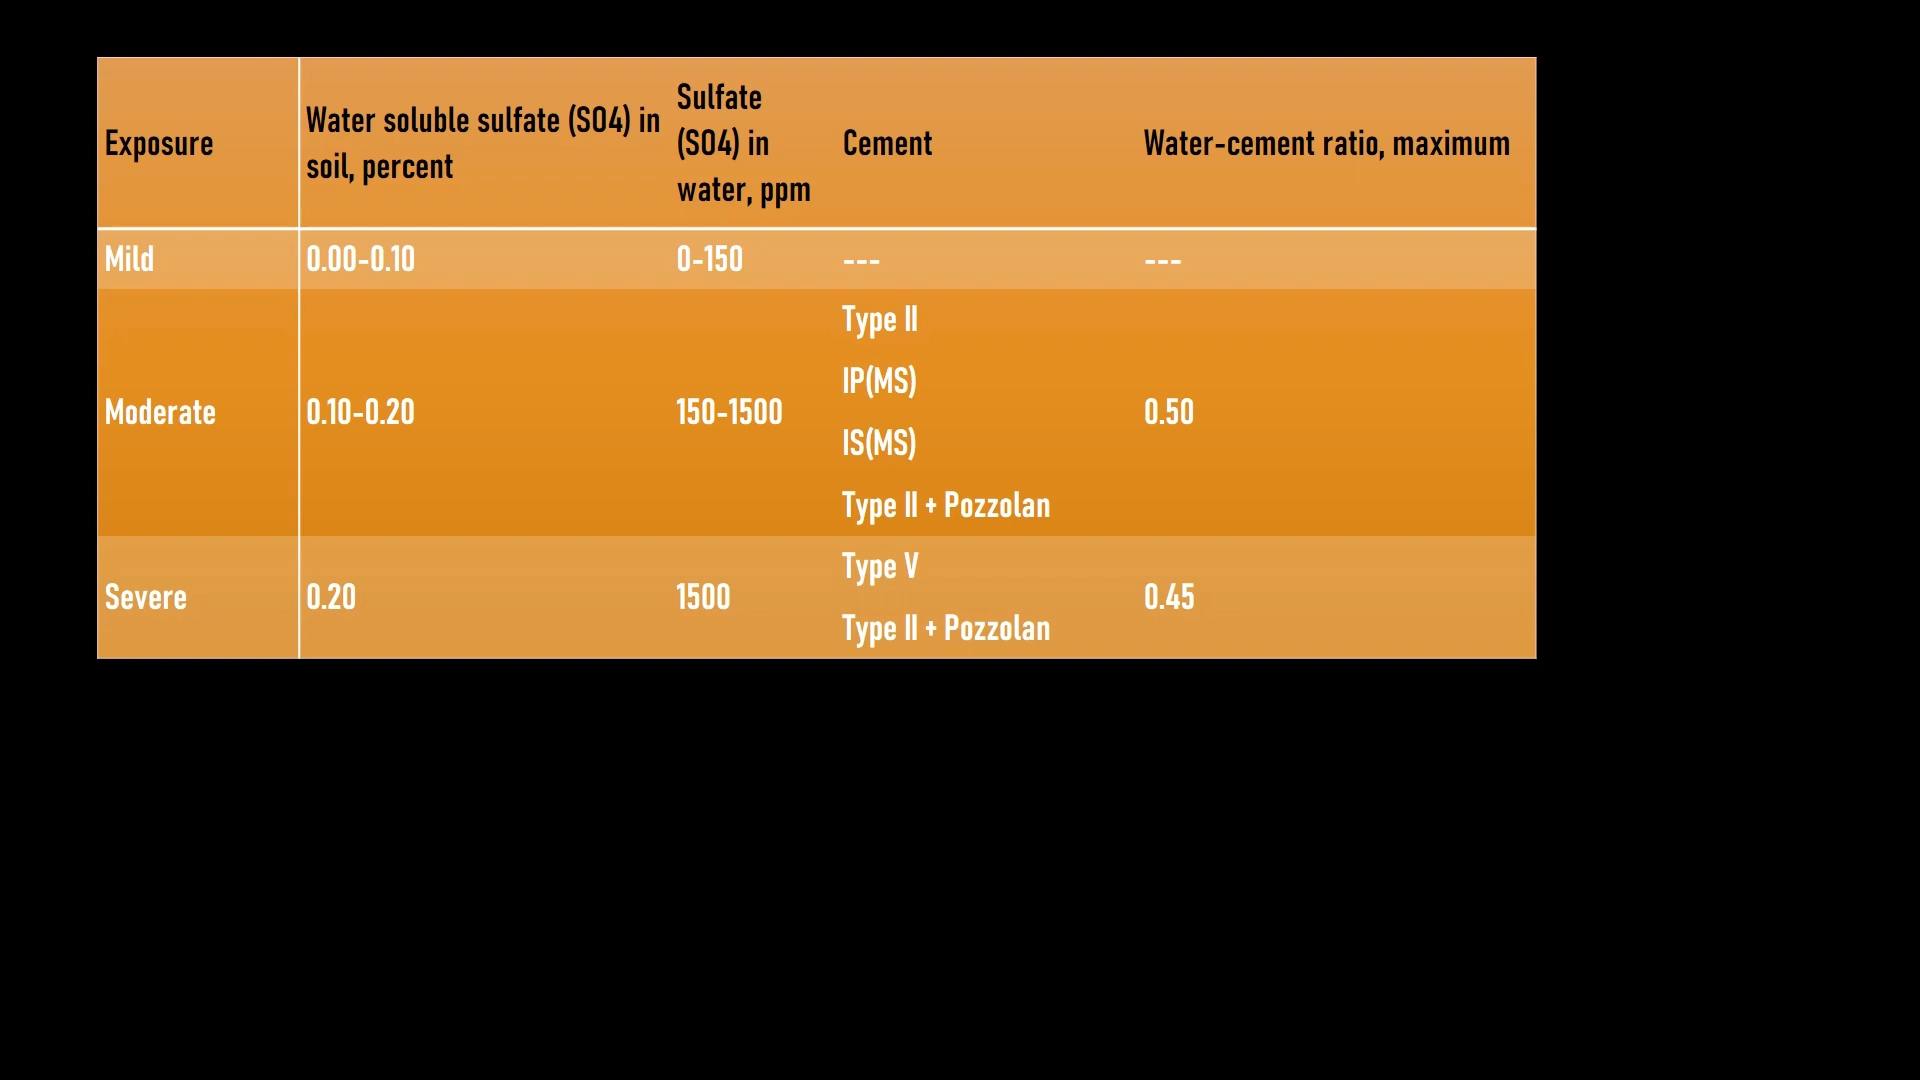 Exposure
Water soluble sulfate (SO4) in
soil, percent
Sulfate
(SO4) in
water, ppm
Cement
Water-cement ratio, maximum
Mild
0.00-0.10
0-150
---
---
Moderate
0.10-0.20
150-1500
Type II
IP(MS)
IS(MS)
Type II + Pozzolan
0.50
Severe
0.20
1500
Type V
Type II + Pozzolan
0.45